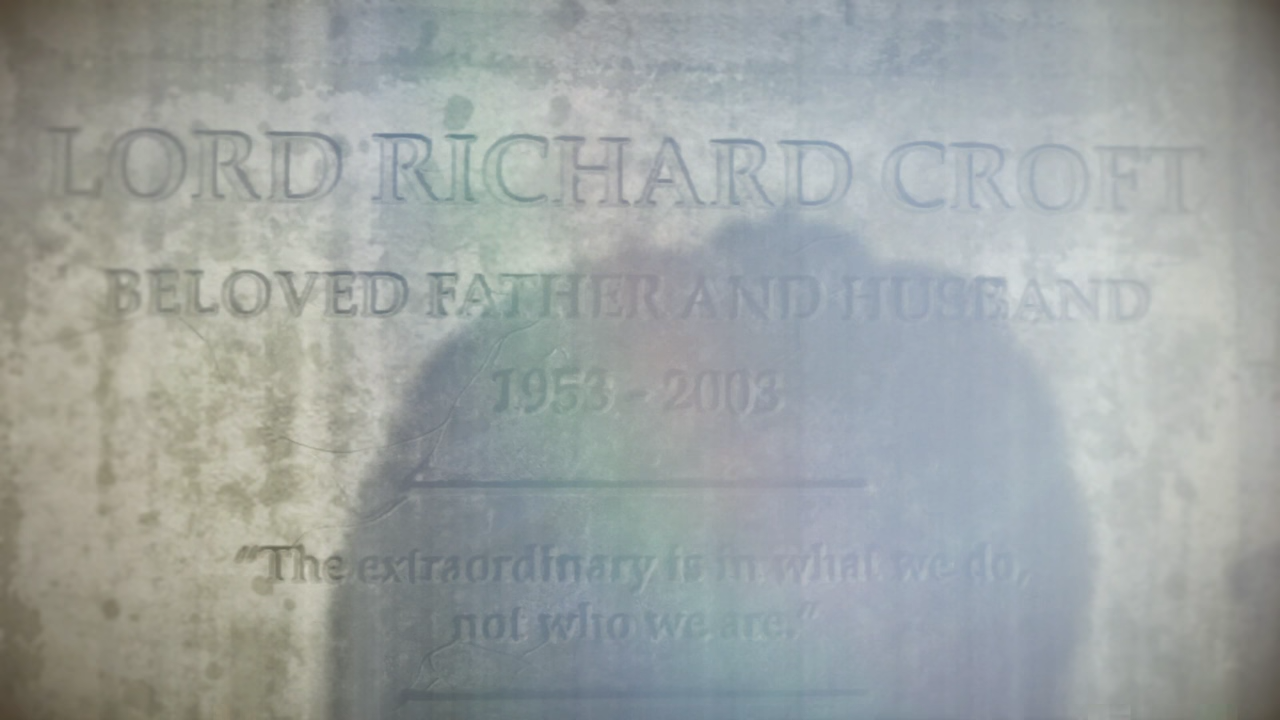 LORD RICHARD CROFT
BELOVED FATHER AND HUSBAND
1953 - 2003
“The extraordinary is in what we do,
not who we are.”